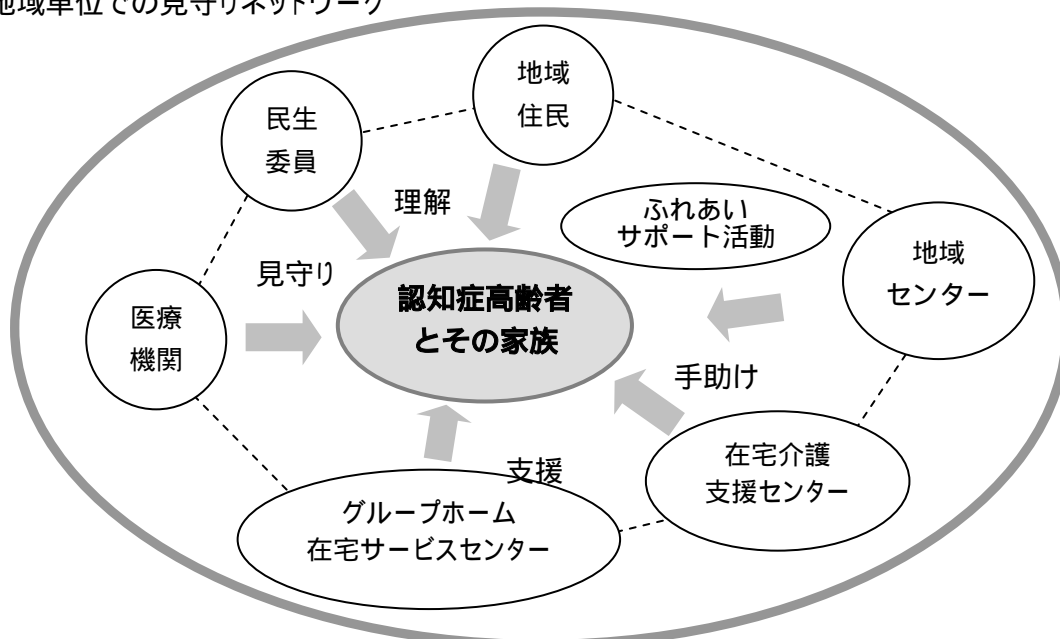 地域単位での見守りネットワーク
地域
住民
民生
委員
理解
ふれあい
サポート活動
地域
センター
見守り
認知症高齢者
とその家族
医療
機関
手助け
在宅介護
支援センター
支援
グループホーム
在宅サービスセンター